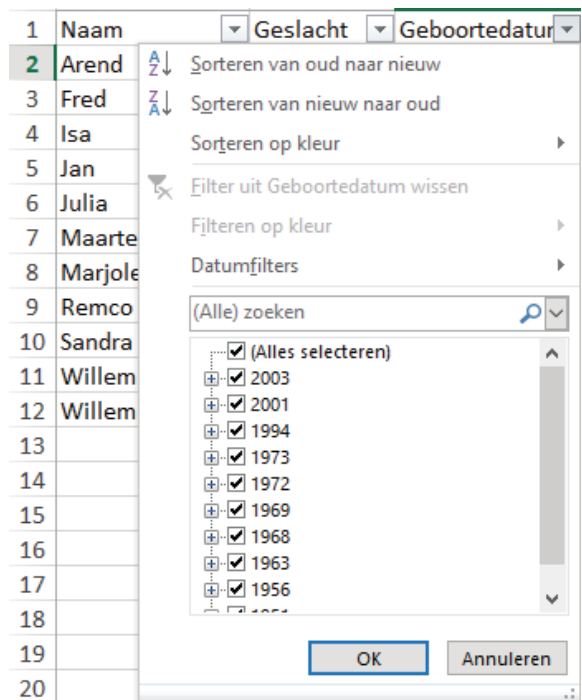 1 Naam Geslacht Geboortedatur
2 Arend
3 Fred
4 Isa
5 Jan
6 Julia
7 Maarte
8 Marjole
9 Remco
10 Sandra
11 Willem
12 Willem
13
14
15
16
17
18
19
20
Sorteren van oud naar nieuw
Sorteren van nieuw naar oud
Sorteren op kleur
Filter uit Geboortedatum wissen
Filteren op kleur
Datumfilters
(Alle) zoeken
(Alles selecteren)
2003
2001
1994
1973
1972
1969
1968
1963
1956
OK Annuleren